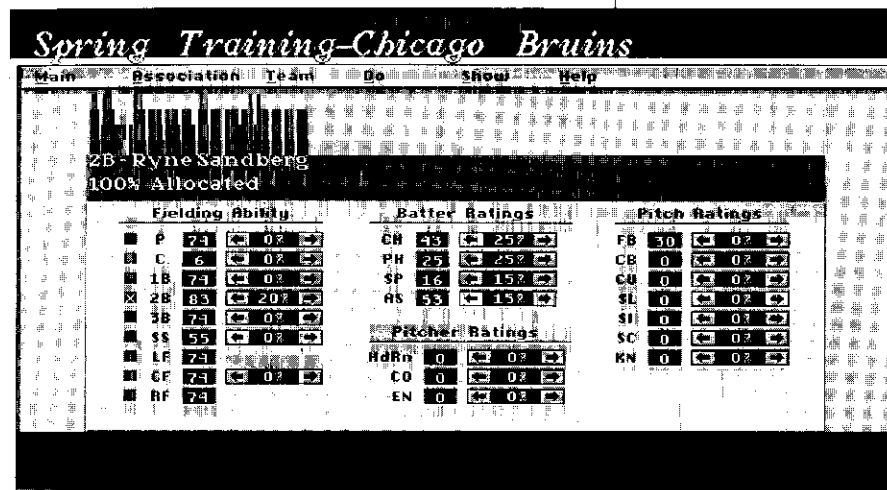 Spring Training-Chicago Bruins
Main Association Team Do Show Help
2B - Ryne Sandberg
100% Allocated
Fielding Ability Batter Ratings Pitch Ratings
P 74 0% CH 43 25% FB 30 0%
C 6 0% PH 25 25% CB 0 0%
1B 74 0% SP 16 15% CU 0 0%
2B 83 20% AS 53 15% SL 0 0%
3B 74 0% SI 0 0%
SS 55 0% Pitcher Ratings SC 0 0%
LF 74 HdRn 0 0% KN 0 0%
CF 74 0% CO 0 0%
RF 74 EN 0 0%